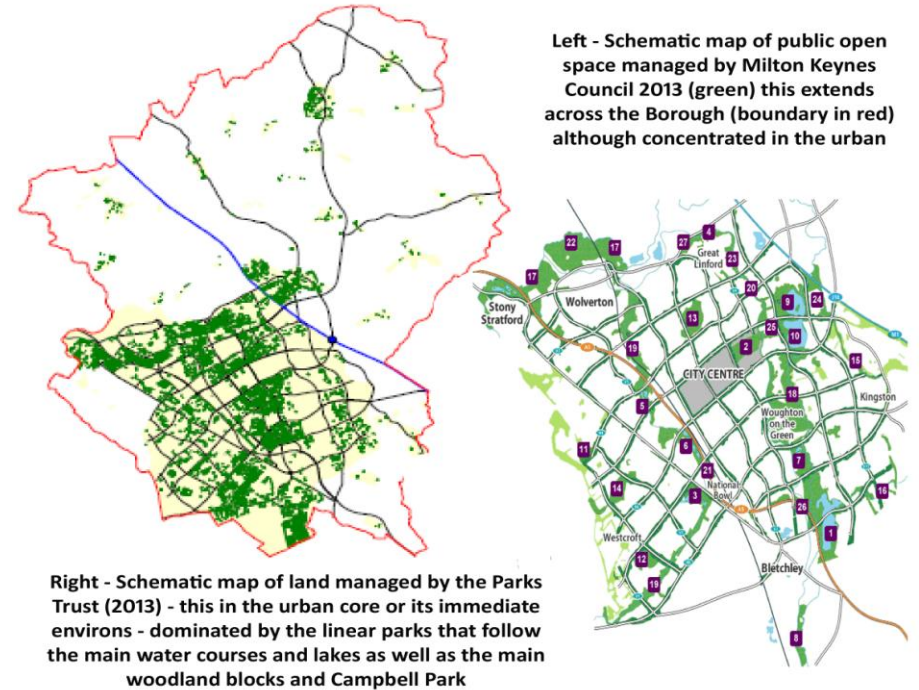 Left - Schematic map of public open
space managed by Milton Keynes
Council 2013 (green) this extends
across the Borough (boundary in red)
although concentrated in the urban
22
17
27
4
Great
Linford
23
17
20
9
24
Stony
Stratford
Wolverton
13
25
10
19
2
15
CITY CENTRE
18
Kingston
5
Woughton
on the
Green
11
6
7
21
14
3
National
Bowl
16
26
1
Westcroft
12
Bletchley
19
8
Right - Schematic map of land managed by the Parks
Trust (2013) - this in the urban core or its immediate
environs - dominated by the linear parks that follow
the main water courses and lakes as well as the main
woodland blocks and Campbell Park